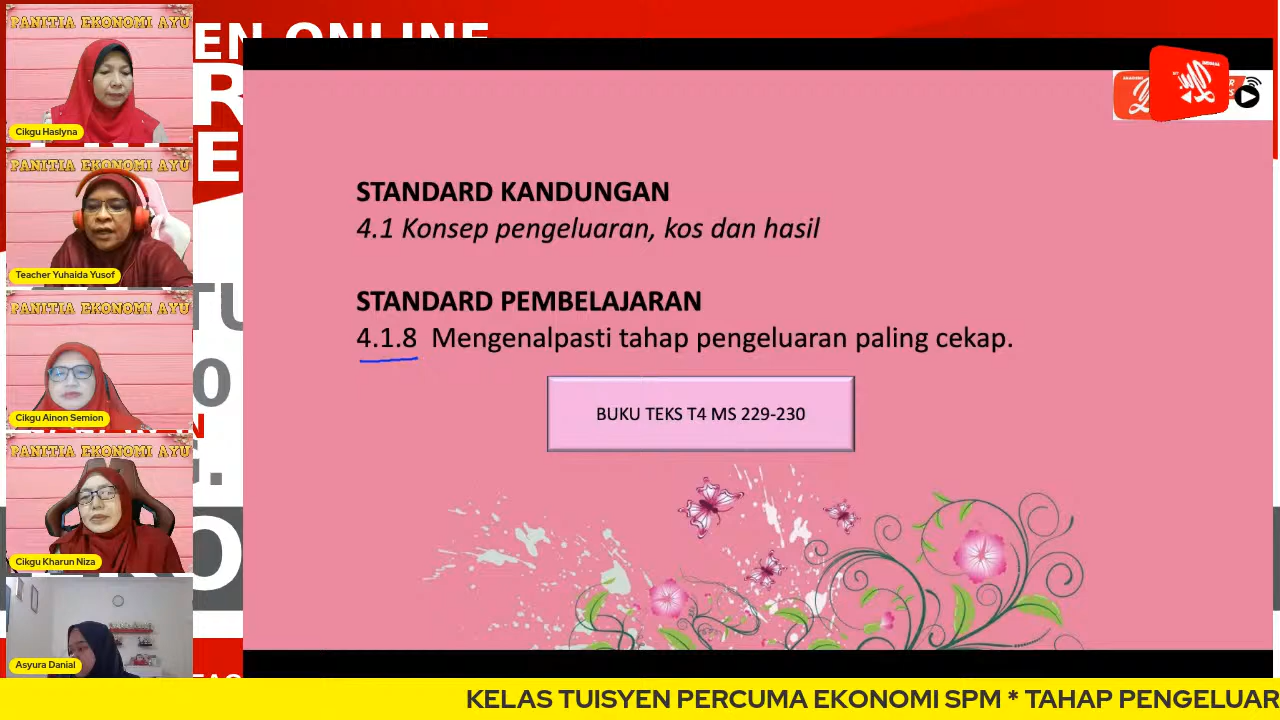 PANITIA EKONOMI AYU
Cikgu Haslyna
PANITIA EKONOMI AYU
Teacher Yuhaida Yusof
PANITIA EKONOMI AYU
Cikgu Ainon Semion
PANITIA EKONOMI AYU
Cikgu Kharun Niza
Asyura Danial
EN ONLINE
STANDARD KANDUNGAN
4.1 Konsep pengeluaran, kos dan hasil
STANDARD PEMBELAJARAN
4.1.8 Mengenalpasti tahap pengeluaran paling cekap.
BUKU TEKS T4 MS 229-230
KELAS TUISYEN PERCUMA EKONOMI SPM * TAHAP PENGELUAR